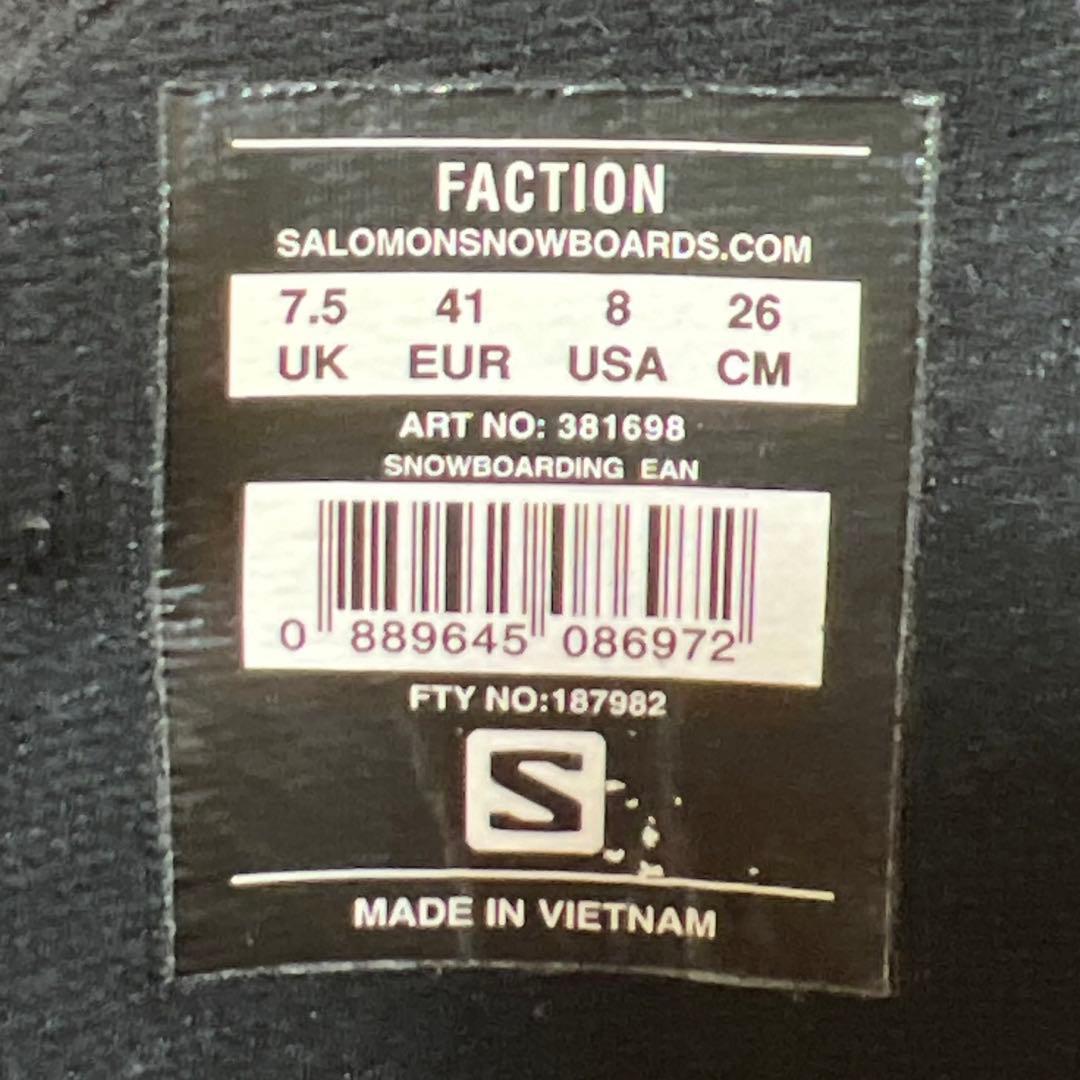 FACTION
SALOMONSNOWBOARDS.COM
7.5 41 8 26
UK EUR USA CM
ART NO: 381698
SNOWBOARDING EAN
0 889645 086972
FTY NO:187982
S
MADE IN VIETNAM